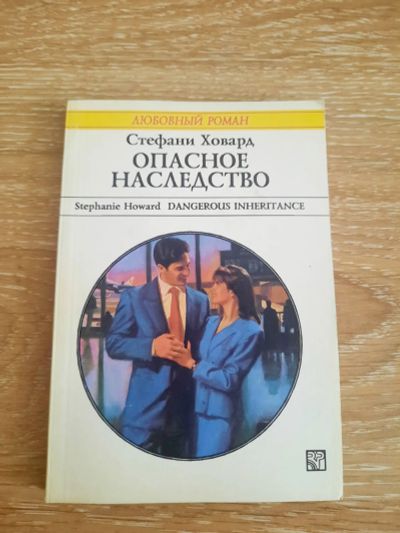 ЛЮБОВНЫЙ РОМАН
Стефани Ховард
ОПАСНОЕ
НАСЛЕДСТВО
Stephanie Howard DANGEROUS INHERITANCE